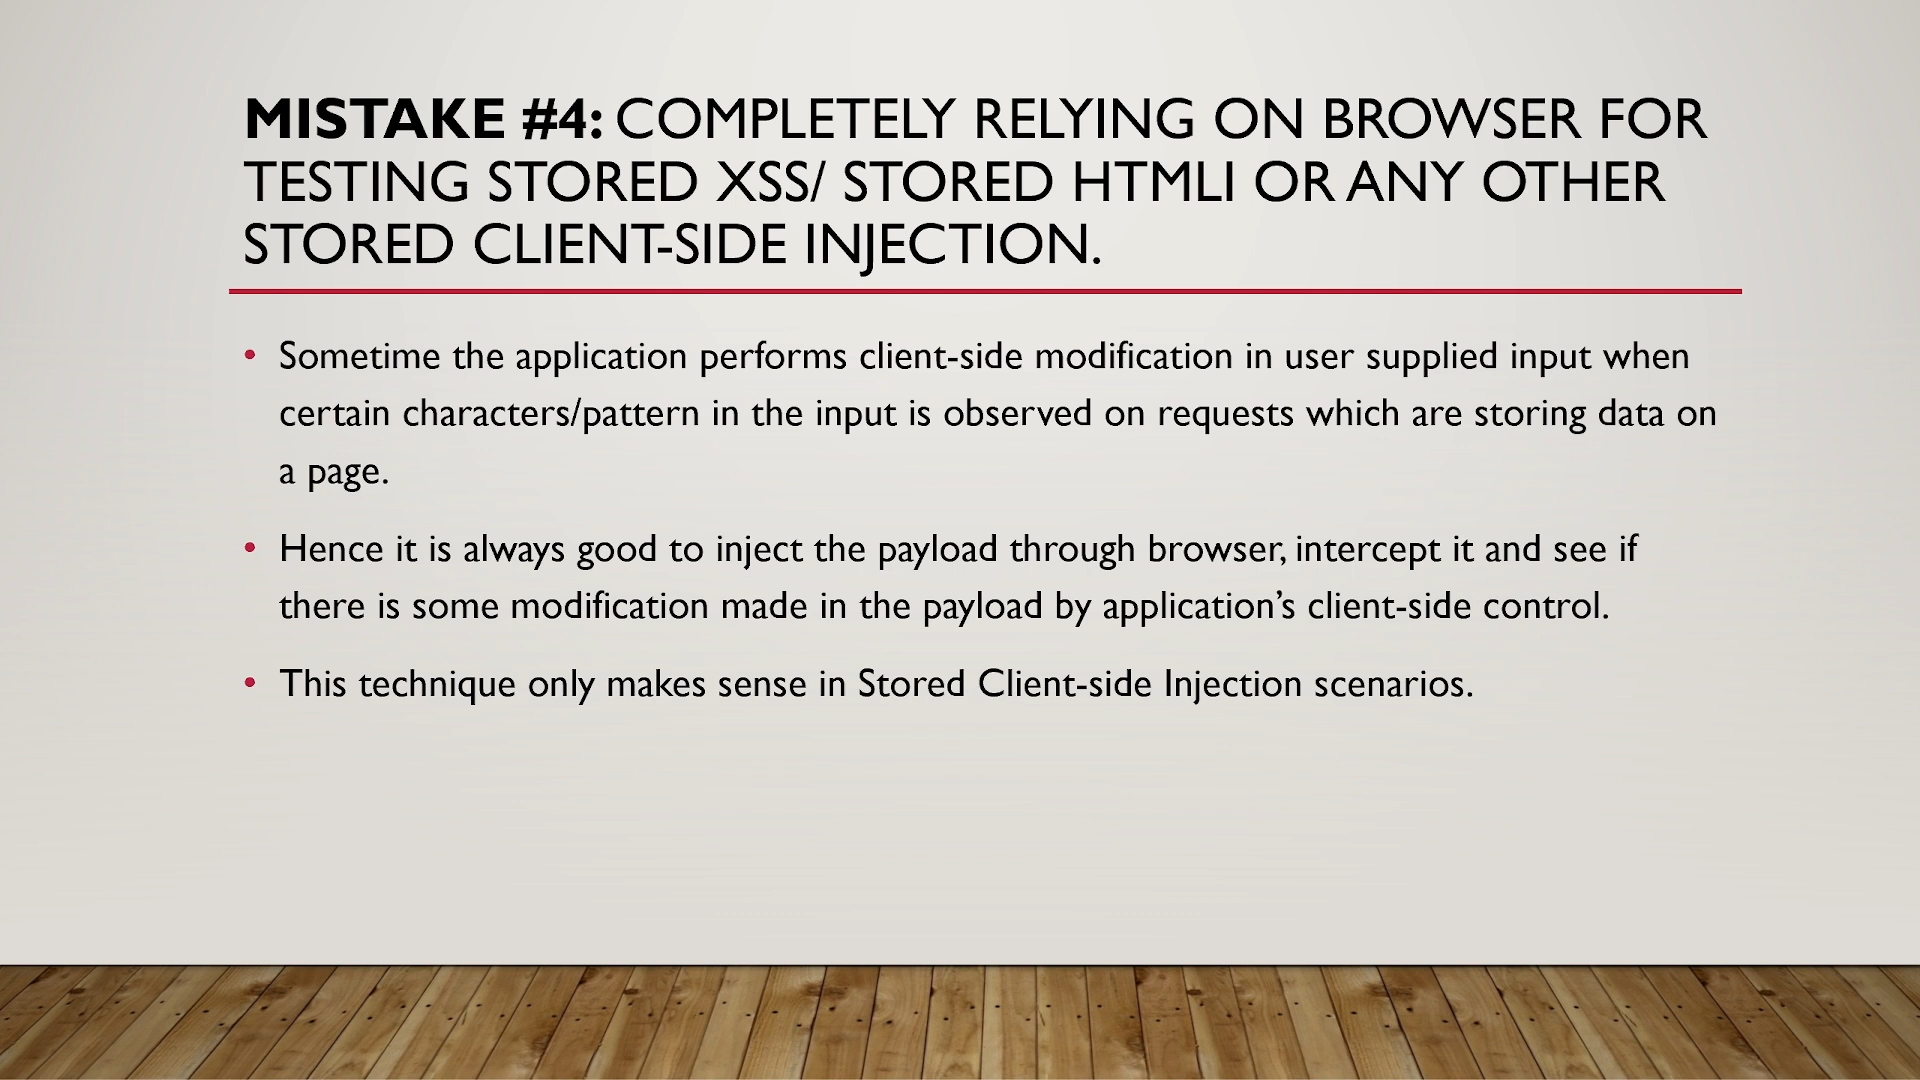 MISTAKE #4: COMPLETELY RELYING ON BROWSER FOR
TESTING STORED XSS/ STORED HTMLI OR ANY OTHER
STORED CLIENT-SIDE INJECTION.
• Sometime the application performs client-side modification in user supplied input when
certain characters/pattern in the input is observed on requests which are storing data on
a page.
• Hence it is always good to inject the payload through browser, intercept it and see if
there is some modification made in the payload by application’s client-side control.
• This technique only makes sense in Stored Client-side Injection scenarios.